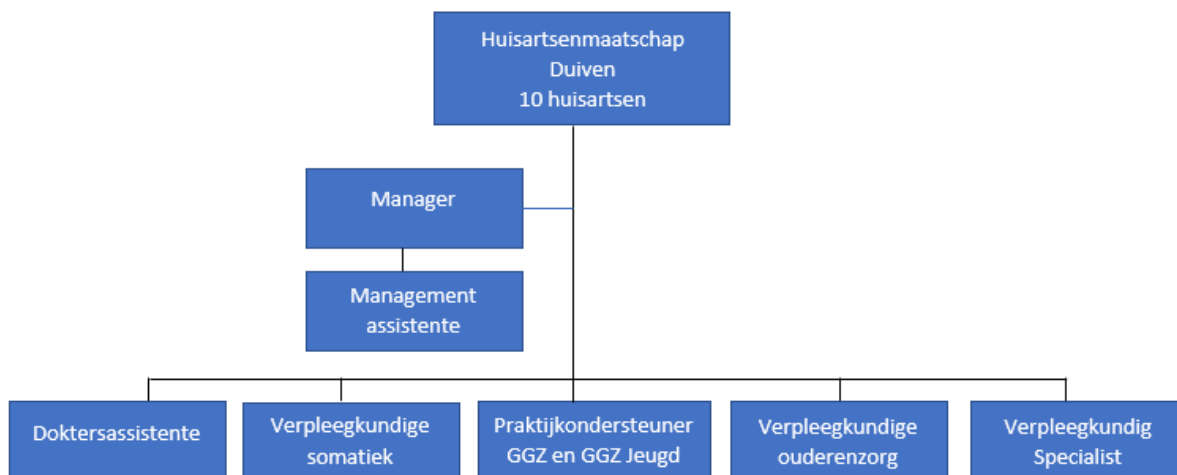 Huisartsenmaatschap
Duiven
10 huisartsen
Manager
Management
assistente
Doktersassistente
Verpleegkundige
somatiek
Praktijkondersteuner
GGZ en GGZ Jeugd
Verpleegkundige
ouderenzorg
Verpleegkundig
Specialist